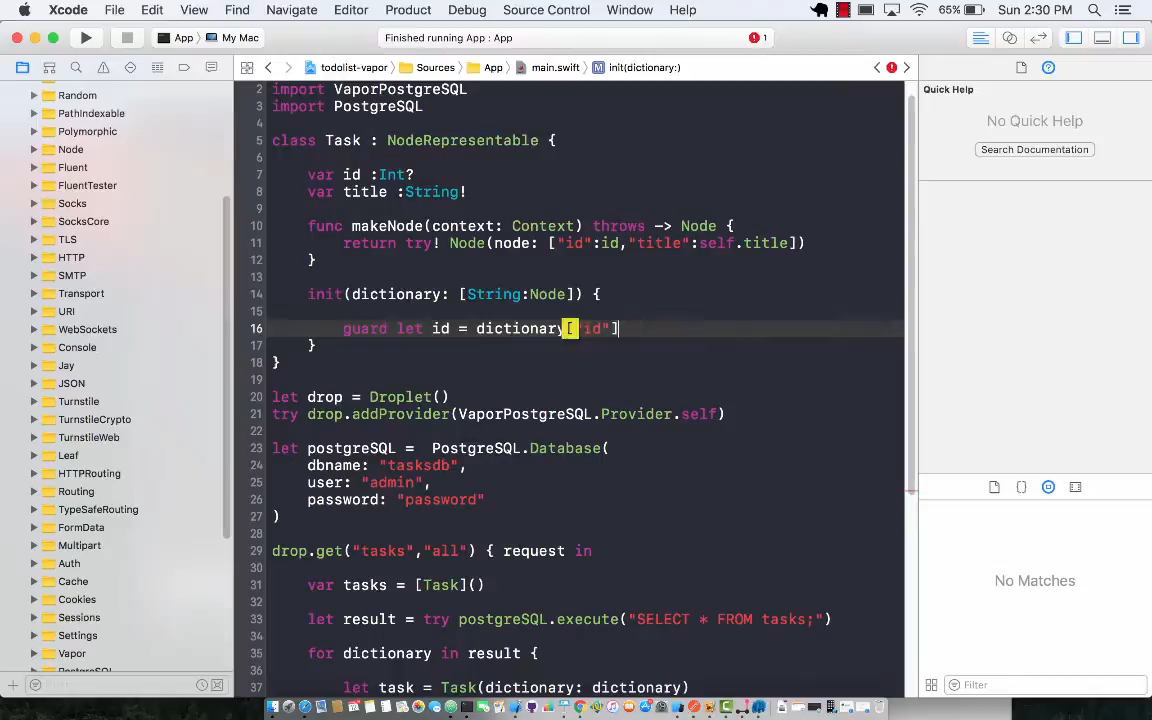 Xcode File Edit View Find Navigate Editor Product Debug Source Control Window Help 65% Sun 2:30 PM
App My Mac Finished running App : App 1
todolist-vapor Sources App main.swift M init(dictionary:)
Random
PathIndexable
Polymorphic
Node
Fluent
FluentTester
Socks
SocksCore
TLS
HTTP
SMTP
Transport
URI
WebSockets
Console
Jay
JSON
Turnstile
TurnstileCrypto
TurnstileWeb
Leaf
HTTPRouting
Routing
TypeSafeRouting
FormData
Multipart
Auth
Cache
Cookies
Sessions
Settings
Vapor
PostgreSQL
2 import VaporPostgreSQL
3 import PostgreSQL
4
5 class Task : NodeRepresentable {
6
7 var id :Int?
8 var title :String!
9
10 func makeNode(context: Context) throws -> Node {
11 return try! Node(node: ["id":id,"title":self.title])
12 }
13
14 init(dictionary: [String:Node]) {
15
16 guard let id = dictionary["id"]
17 }
18 }
19
20 let drop = Droplet()
21 try drop.addProvider(VaporPostgreSQL.Provider.self)
22
23 let postgreSQL = PostgreSQL.Database(
24 dbname: "tasksdb",
25 user: "admin",
26 password: "password"
27 )
28
29 drop.get("tasks","all") { request in
30
31 var tasks = [Task]()
32
33 let result = try postgreSQL.execute("SELECT * FROM tasks;")
34
35 for dictionary in result {
36
37 let task = Task(dictionary: dictionary)
Quick Help
No Quick Help
Search Documentation
No Matches
Filter